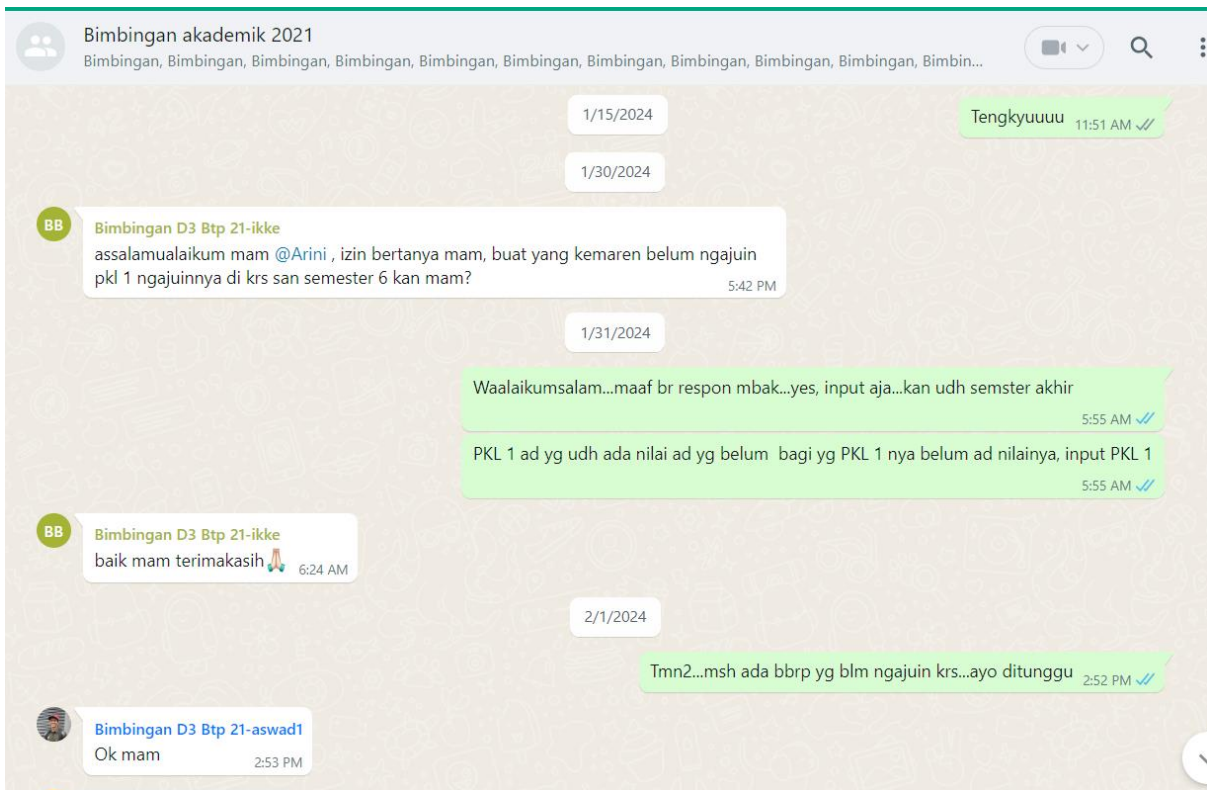 Bimbingan akademik 2021
Bimbingan, Bimbingan, Bimbingan, Bimbingan, Bimbingan, Bimbingan, Bimbingan, Bimbingan, Bimbingan, Bimbingan, Bimbin...
1/15/2024
Tengkyuuuu 11:51 AM
1/30/2024
BB
Bimbingan D3 Btp 21-ikke
assalamualaikum mam @Arini , izin bertanya mam, buat yang kemaren belum ngajuin
pkl 1 ngajuinnya di krs san semester 6 kan mam?
5:42 PM
1/31/2024
Waalaikumsalam...maaf br respon mbak...yes, input aja...kan udh semster akhir
5:55 AM
PKL 1 ad yg udh ada nilai ad yg belum bagi yg PKL 1 nya belum ad nilainya, input PKL 1
5:55 AM
BB
Bimbingan D3 Btp 21-ikke
baik mam terimakasih🙏🏻 6:24 AM
2/1/2024
Tmn2...msh ada bbrp yg blm ngajuin krs...ayo ditunggu 2:52 PM
Bimbingan D3 Btp 21-aswad1
Ok mam 2:53 PM